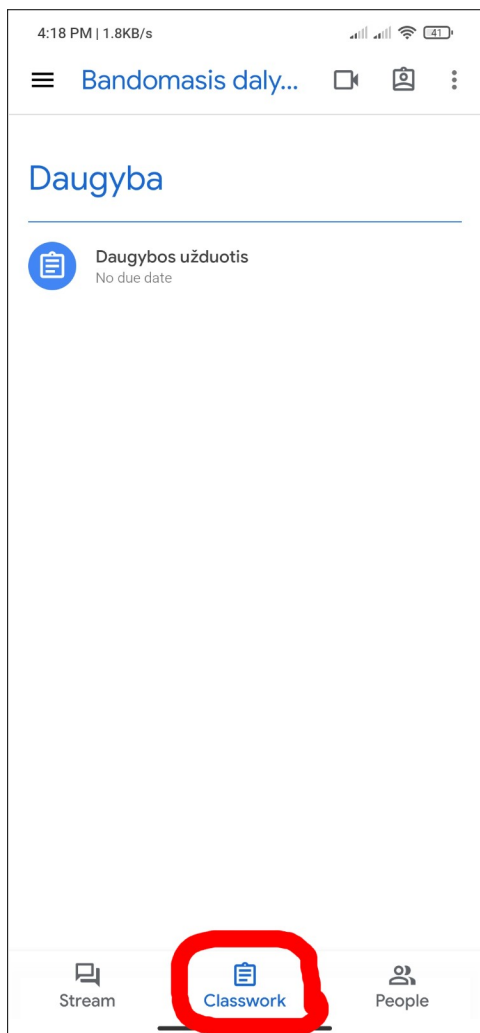 4:18 PM | 1.8KB/s 41
Bandomasis daly...
Daugyba
Daugybos užduotis
No due date
Stream Classwork People